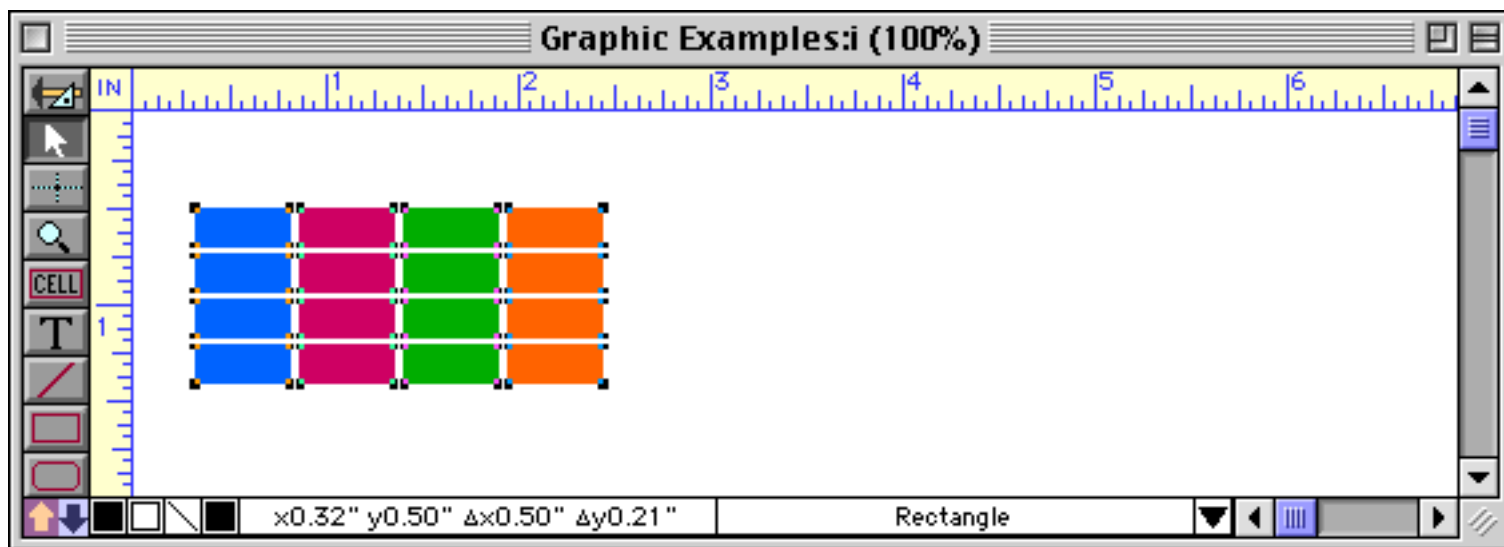 Graphic Examples:i (100%)
IN 1 2 3 4 5 6
CELL
T
1
x0.32" y0.50" Δx0.50" Δy0.21"
Rectangle